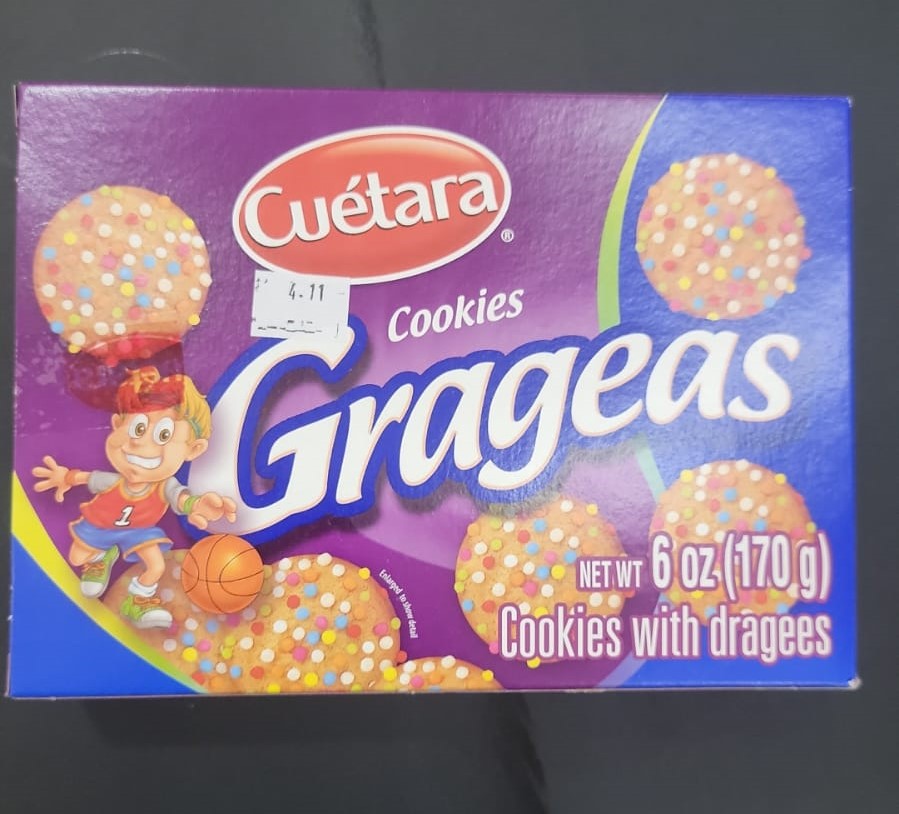 Cuétara
®
4.11
Cookies
Grageas
1
Enlarged to show detail
NET WT 6 oz (170 g)
Cookies with dragees